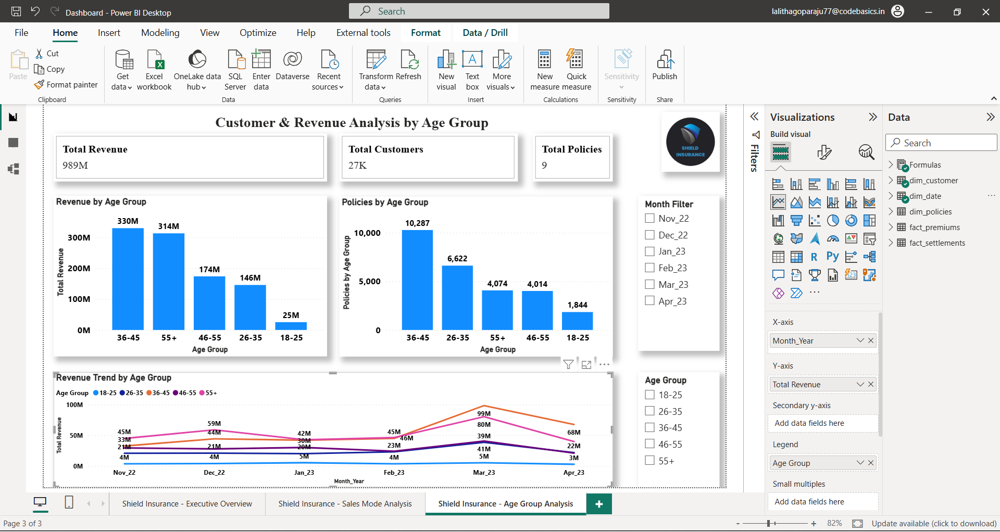 Dashboard - Power BI Desktop
Search
lalithagoparaju77@codebasics.in
File Home Insert Modeling View Optimize Help External tools Format Data / Drill
Paste
Cut
Copy
Format painter
Clipboard
Get data
Excel workbook
OneLake data hub
SQL Server
Enter data
Dataverse
Recent sources
Data
Transform data
Refresh
Queries
New visual
Text box
More visuals
Insert
New measure
Quick measure
Calculations
Sensitivity
Sensitivity
Publish
Share
Customer & Revenue Analysis by Age Group
Total Revenue
989M
Total Customers
27K
Total Policies
9
SHIELD
INSURANCE
Revenue by Age Group
Total Revenue
300M
200M
100M
0M
330M
314M
174M
146M
25M
36-45 55+ 46-55 26-35 18-25
Age Group
Policies by Age Group
Policies by Age Group
10,000
5,000
0
10,287
6,622
4,074
4,014
1,844
36-45 26-35 55+ 46-55 18-25
Age Group
Month Filter
Nov_22
Dec_22
Jan_23
Feb_23
Mar_23
Apr_23
Revenue Trend by Age Group
Age Group 18-25 26-35 36-45 46-55 55+
Total Revenue
100M
50M
0M
45M
33M
21M
4M
59M
44M
21M
4M
42M
30M
20M
5M
45M
46M
23M
4M
99M
80M
39M
41M
5M
68M
22M
3M
Nov_22 Dec_22 Jan_23 Feb_23 Mar_23 Apr_23
Month_Year
Age Group
18-25
26-35
36-45
46-55
55+
Filters
Visualizations
Build visual
R
Py
123
X-axis
Month_Year
Y-axis
Total Revenue
Secondary y-axis
Add data fields here
Legend
Age Group
Small multiples
Add data fields here
Data
Search
Formulas
dim_customer
dim_date
dim_policies
fact_premiums
fact_settlements
Shield Insurance - Executive Overview
Shield Insurance - Sales Mode Analysis
Shield Insurance - Age Group Analysis
Page 3 of 3
82%
Update available (click to download)